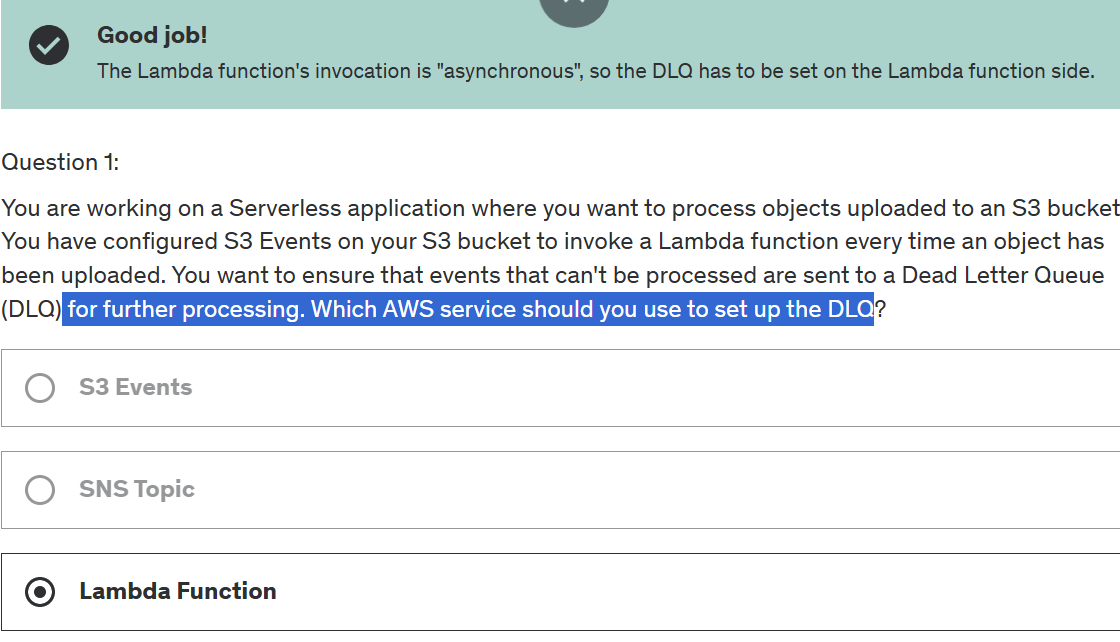 Good job!
The Lambda function's invocation is "asynchronous", so the DLQ has to be set on the Lambda function side.
Question 1:
You are working on a Serverless application where you want to process objects uploaded to an S3 bucket
You have configured S3 Events on your S3 bucket to invoke a Lambda function every time an object has
been uploaded. You want to ensure that events that can't be processed are sent to a Dead Letter Queue
(DLQ) for further processing. Which AWS service should you use to set up the DLQ?
S3 Events
SNS Topic
Lambda Function